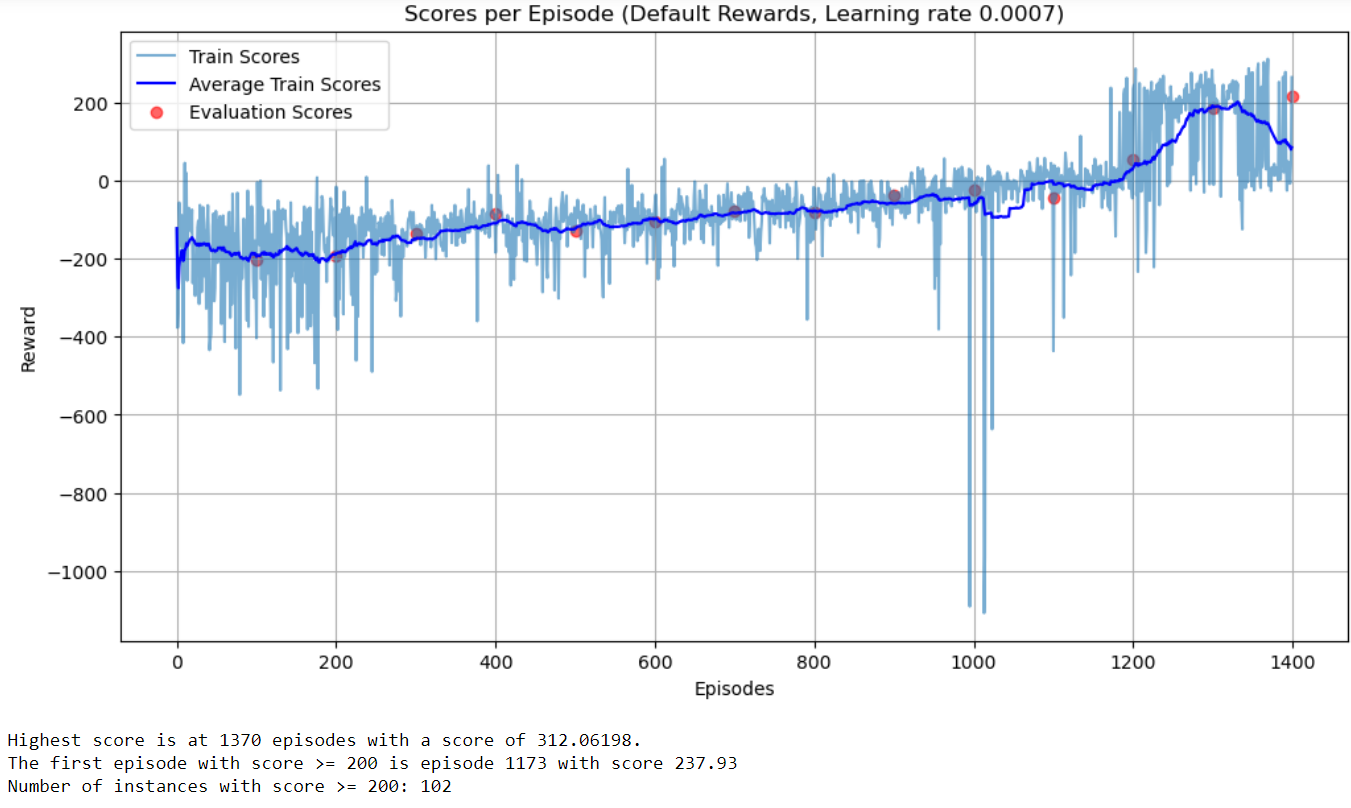 Scores per Episode (Default Rewards, Learning rate 0.0007)
Train Scores
Average Train Scores
Evaluation Scores
200
0
−200
−400
−600
−800
−1000
Reward
0 200 400 600 800 1000 1200 1400
Episodes
Highest score is at 1370 episodes with a score of 312.06198.
The first episode with score >= 200 is episode 1173 with score 237.93
Number of instances with score >= 200: 102